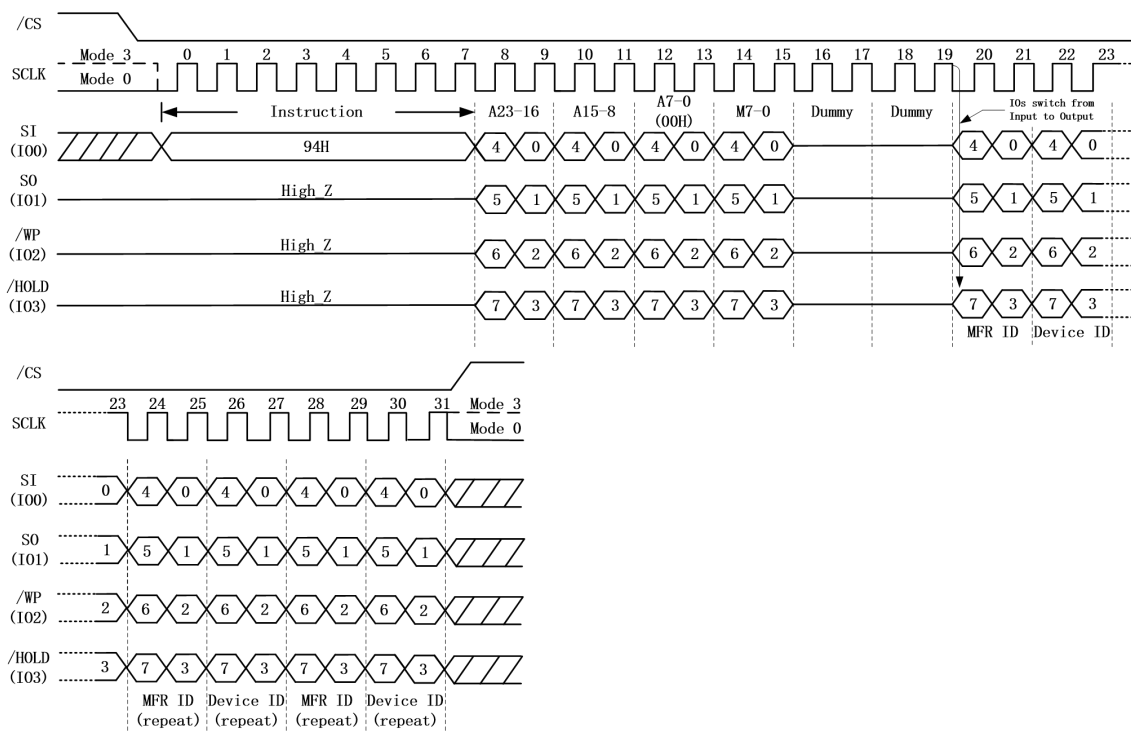 /CS
Mode 3
0 1 2 3 4 5 6 7 8 9 10 11 12 13 14 15 16 17 18 19 20 21 22 23
SCLK
Mode 0
Instruction
A23-16
A15-8
A7-0
(00H)
M7-0
Dummy
Dummy
IOs switch from
Input to Output
SI
(IO0)
94H
4 0 4 0 4 0 4 0 4 0 4 0
SO
(IO1)
High_Z
5 1 5 1 5 1 5 1 5 1 5 1
/WP
(IO2)
High_Z
6 2 6 2 6 2 6 2 6 2 6 2
/HOLD
(IO3)
High_Z
7 3 7 3 7 3 7 3 7 3 7 3
MFR ID Device ID
/CS
23 24 25 26 27 28 29 30 31
Mode 3
SCLK
Mode 0
SI
(IO0)
0 4 0 4 0 4 0 4 0
SO
(IO1)
1 5 1 5 1 5 1 5 1
/WP
(IO2)
2 6 2 6 2 6 2 6 2
/HOLD
(IO3)
3 7 3 7 3 7 3 7 3
MFR ID Device ID MFR ID Device ID
(repeat) (repeat) (repeat) (repeat)